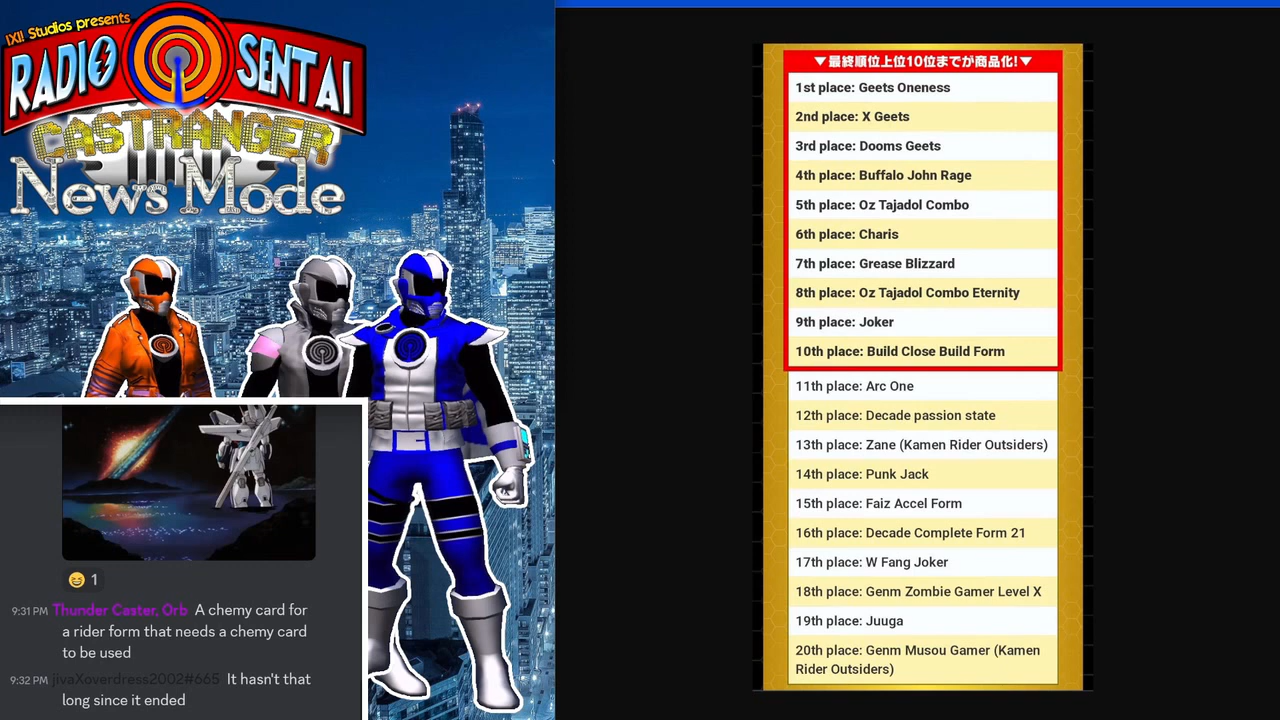 IXII Studios presents
RADIO SENTAI
CASTRANGER
News Mode
1
9:31 PM Thunder Caster, Orb A chemy card for
a rider form that needs a chemy card
to be used
9:32 PM jivaXoverdress2002#665 It hasn't that
long since it ended
▼最終順位上位10位までが商品化!▼
1st place: Geets Oneness
2nd place: X Geets
3rd place: Dooms Geets
4th place: Buffalo John Rage
5th place: Oz Tajadol Combo
6th place: Charis
7th place: Grease Blizzard
8th place: Oz Tajadol Combo Eternity
9th place: Joker
10th place: Build Close Build Form
11th place: Arc One
12th place: Decade passion state
13th place: Zane (Kamen Rider Outsiders)
14th place: Punk Jack
15th place: Faiz Accel Form
16th place: Decade Complete Form 21
17th place: W Fang Joker
18th place: Genm Zombie Gamer Level X
19th place: Juuga
20th place: Genm Musou Gamer (Kamen
Rider Outsiders)